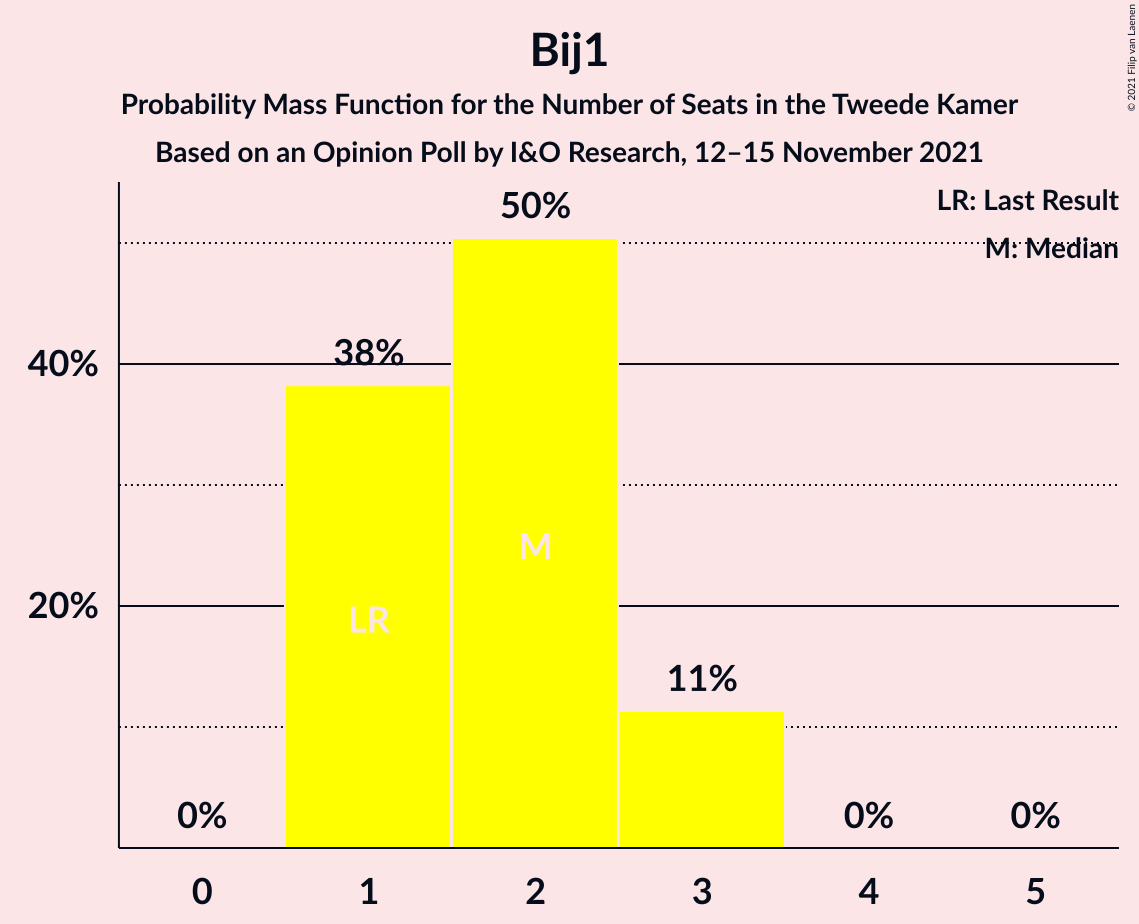 Bij1
Probability Mass Function for the Number of Seats in the Tweede Kamer
Based on an Opinion Poll by I&O Research, 12–15 November 2021
© 2021 Filip van Laenen
LR: Last Result
M: Median
50%
38%
40%
M
20%
LR
11%
0%
0%
0%
0
1
2
3
4
5